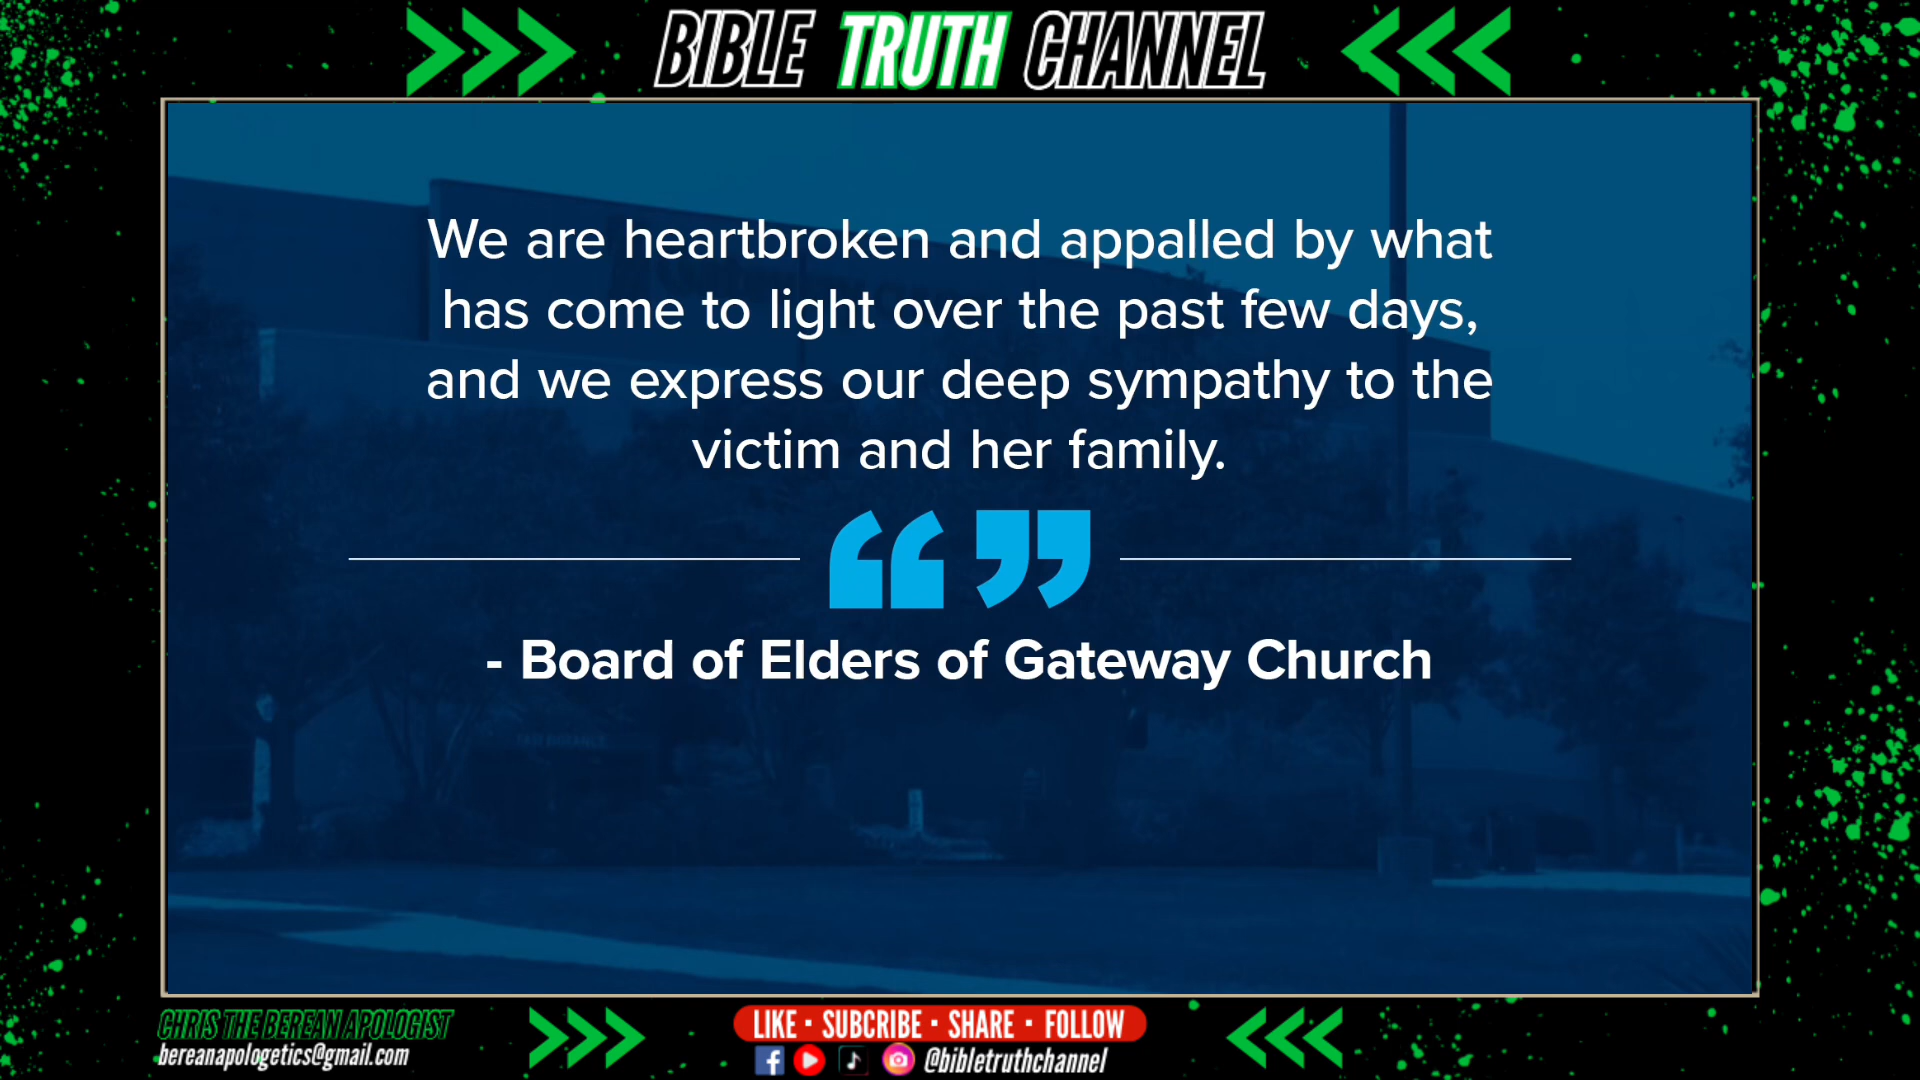 BIBLE TRUTH CHANNEL
We are heartbroken and appalled by what
has come to light over the past few days,
and we express our deep sympathy to the
victim and her family.
- Board of Elders of Gateway Church
CHRIS THE BEREAN APOLOGIST
bereanapologetics@gmail.com
LIKE · SUBCRIBE · SHARE · FOLLOW
@bibletruthchannel